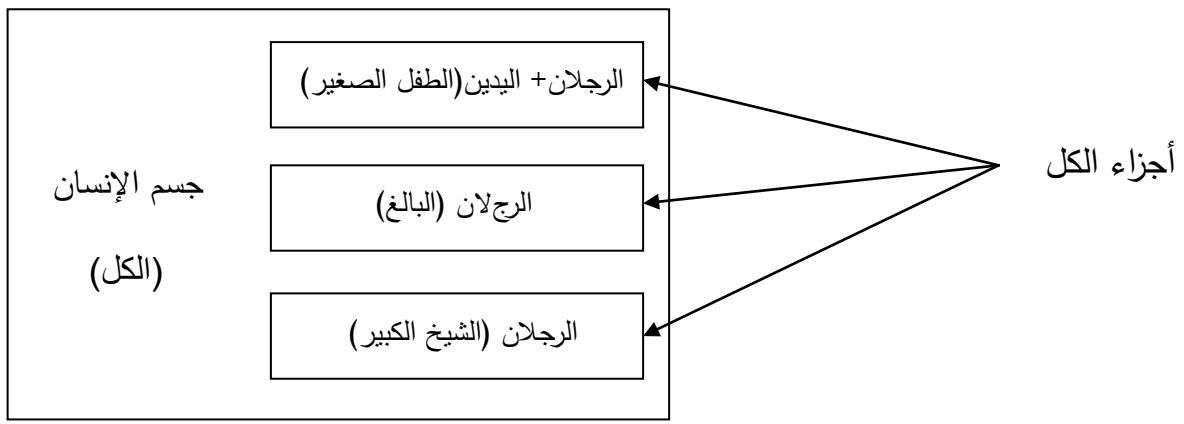 أجزاء الكل
الرجلان+ اليدين(الطفل الصغير)
الرجلان (البالغ)
الرجلان (الشيخ الكبير)
جسم الإنسان
(الكل)